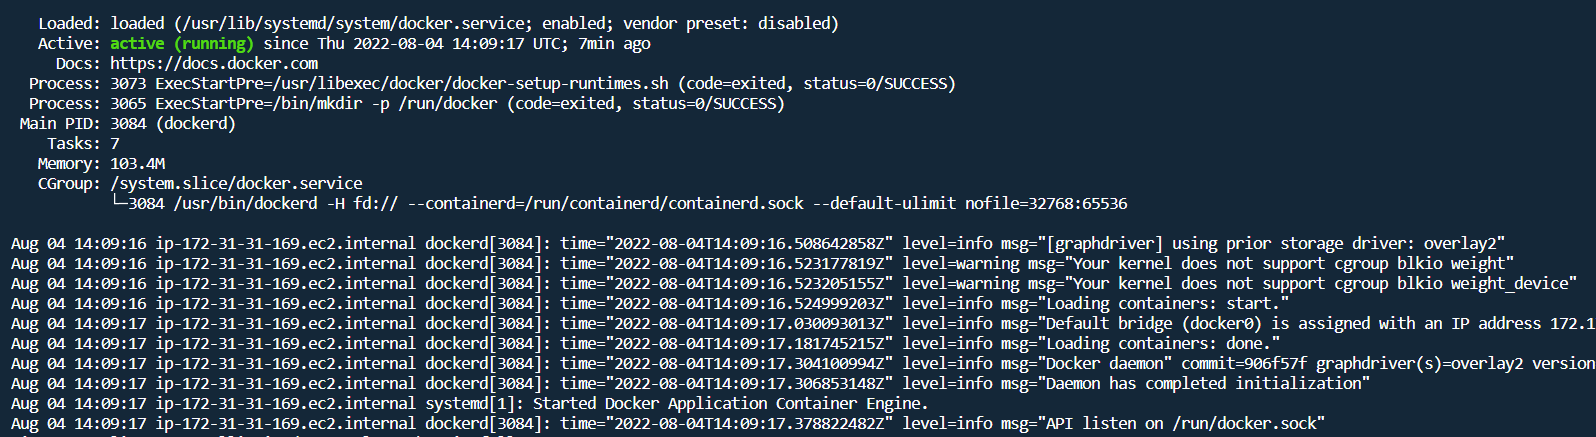 Loaded: loaded (/usr/lib/systemd/system/docker.service; enabled; vendor preset: disabled)
Active: active (running) since Thu 2022-08-04 14:09:17 UTC; 7min ago
Docs: https://docs.docker.com
Process: 3073 ExecStartPre=/usr/libexec/docker/docker-setup-runtimes.sh (code=exited, status=0/SUCCESS)
Process: 3065 ExecStartPre=/bin/mkdir -p /run/docker (code=exited, status=0/SUCCESS)
Main PID: 3084 (dockerd)
Tasks: 7
Memory: 103.4M
CGroup: /system.slice/docker.service
└─3084 /usr/bin/dockerd -H fd:// --containerd=/run/containerd/containerd.sock --default-ulimit nofile=32768:65536
Aug 04 14:09:16 ip-172-31-31-169.ec2.internal dockerd[3084]: time="2022-08-04T14:09:16.508642858Z" level=info msg="[graphdriver] using prior storage driver: overlay2"
Aug 04 14:09:16 ip-172-31-31-169.ec2.internal dockerd[3084]: time="2022-08-04T14:09:16.523177819Z" level=warning msg="Your kernel does not support cgroup blkio weight"
Aug 04 14:09:16 ip-172-31-31-169.ec2.internal dockerd[3084]: time="2022-08-04T14:09:16.523205155Z" level=warning msg="Your kernel does not support cgroup blkio weight_device"
Aug 04 14:09:16 ip-172-31-31-169.ec2.internal dockerd[3084]: time="2022-08-04T14:09:16.524999203Z" level=info msg="Loading containers: start."
Aug 04 14:09:17 ip-172-31-31-169.ec2.internal dockerd[3084]: time="2022-08-04T14:09:17.030093013Z" level=info msg="Default bridge (docker0) is assigned with an IP address 172.1
Aug 04 14:09:17 ip-172-31-31-169.ec2.internal dockerd[3084]: time="2022-08-04T14:09:17.181745215Z" level=info msg="Loading containers: done."
Aug 04 14:09:17 ip-172-31-31-169.ec2.internal dockerd[3084]: time="2022-08-04T14:09:17.304100994Z" level=info msg="Docker daemon" commit=906f57f graphdriver(s)=overlay2 version
Aug 04 14:09:17 ip-172-31-31-169.ec2.internal dockerd[3084]: time="2022-08-04T14:09:17.306853148Z" level=info msg="Daemon has completed initialization"
Aug 04 14:09:17 ip-172-31-31-169.ec2.internal systemd[1]: Started Docker Application Container Engine.
Aug 04 14:09:17 ip-172-31-31-169.ec2.internal dockerd[3084]: time="2022-08-04T14:09:17.378822482Z" level=info msg="API listen on /run/docker.sock"